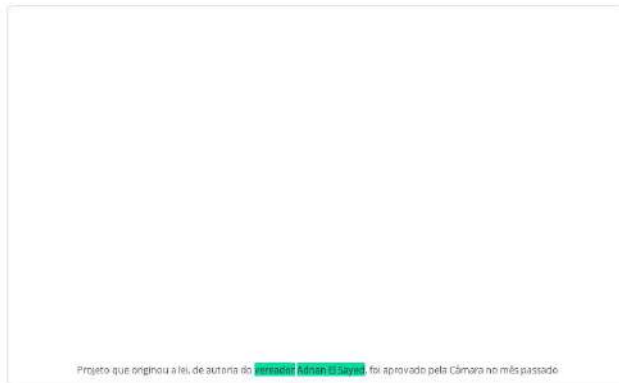 Projeto que originou a lei, de autoria do vereador Adnan El Sayed, foi aprovado pela Câmara no mês passado